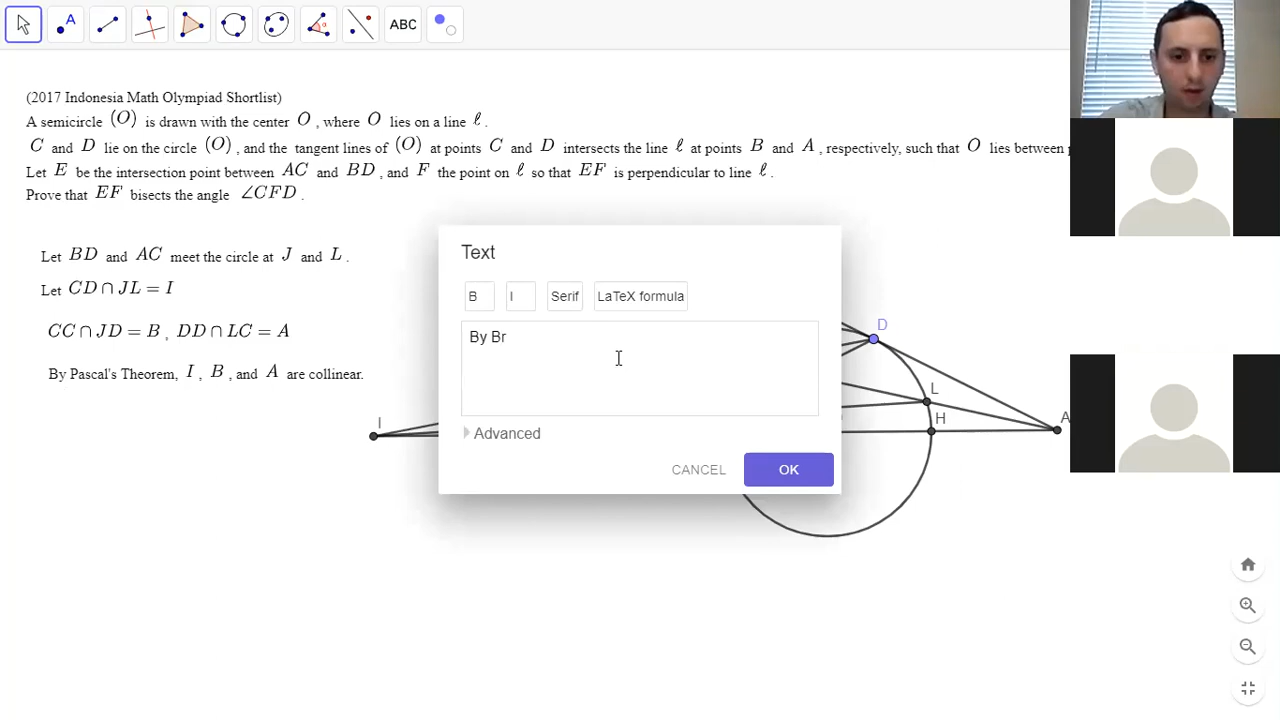 ABC
(2017 Indonesia Math Olympiad Shortlist)
A semicircle (O) is drawn with the center O , where O lies on a line ℓ .
C and D lie on the circle (O) , and the tangent lines of (O) at points C and D intersects the line ℓ at points B and A , respectively, such that O lies between
Let E be the intersection point between AC and BD , and F the point on ℓ so that EF is perpendicular to line ℓ .
Prove that EF bisects the angle ∠CFD .
Let BD and AC meet the circle at J and L .
Let CD ∩ JL = I
CC ∩ JD = B , DD ∩ LC = A
By Pascal's Theorem, I , B , and A are collinear.
Text
B I Serif LaTeX formula
By Br
Advanced
CANCEL OK
D
L
H
I
A